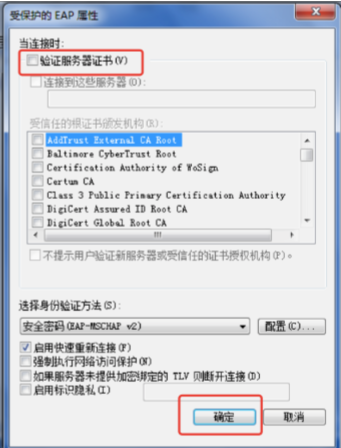 受保护的 EAP 属性
当连接时:
验证服务器证书(V)
连接到这些服务器(O):
受信任的根证书颁发机构(R):
AddTrust External CA Root
Baltimore CyberTrust Root
Certification Authority of WoSign
Certum CA
Class 3 Public Primary Certification Authority
DigiCert Assured ID Root CA
DigiCert Global Root CA
不提示用户验证新服务器或受信任的证书授权机构(P)。
选择身份验证方法(S):
安全密码(EAP-MSCHAP v2)
配置(C)...
启用快速重新连接(F)
强制执行网络访问保护(N)
如果服务器未提供加密绑定的 TLV 则断开连接(D)
启用标识隐私(I)
确定
取消